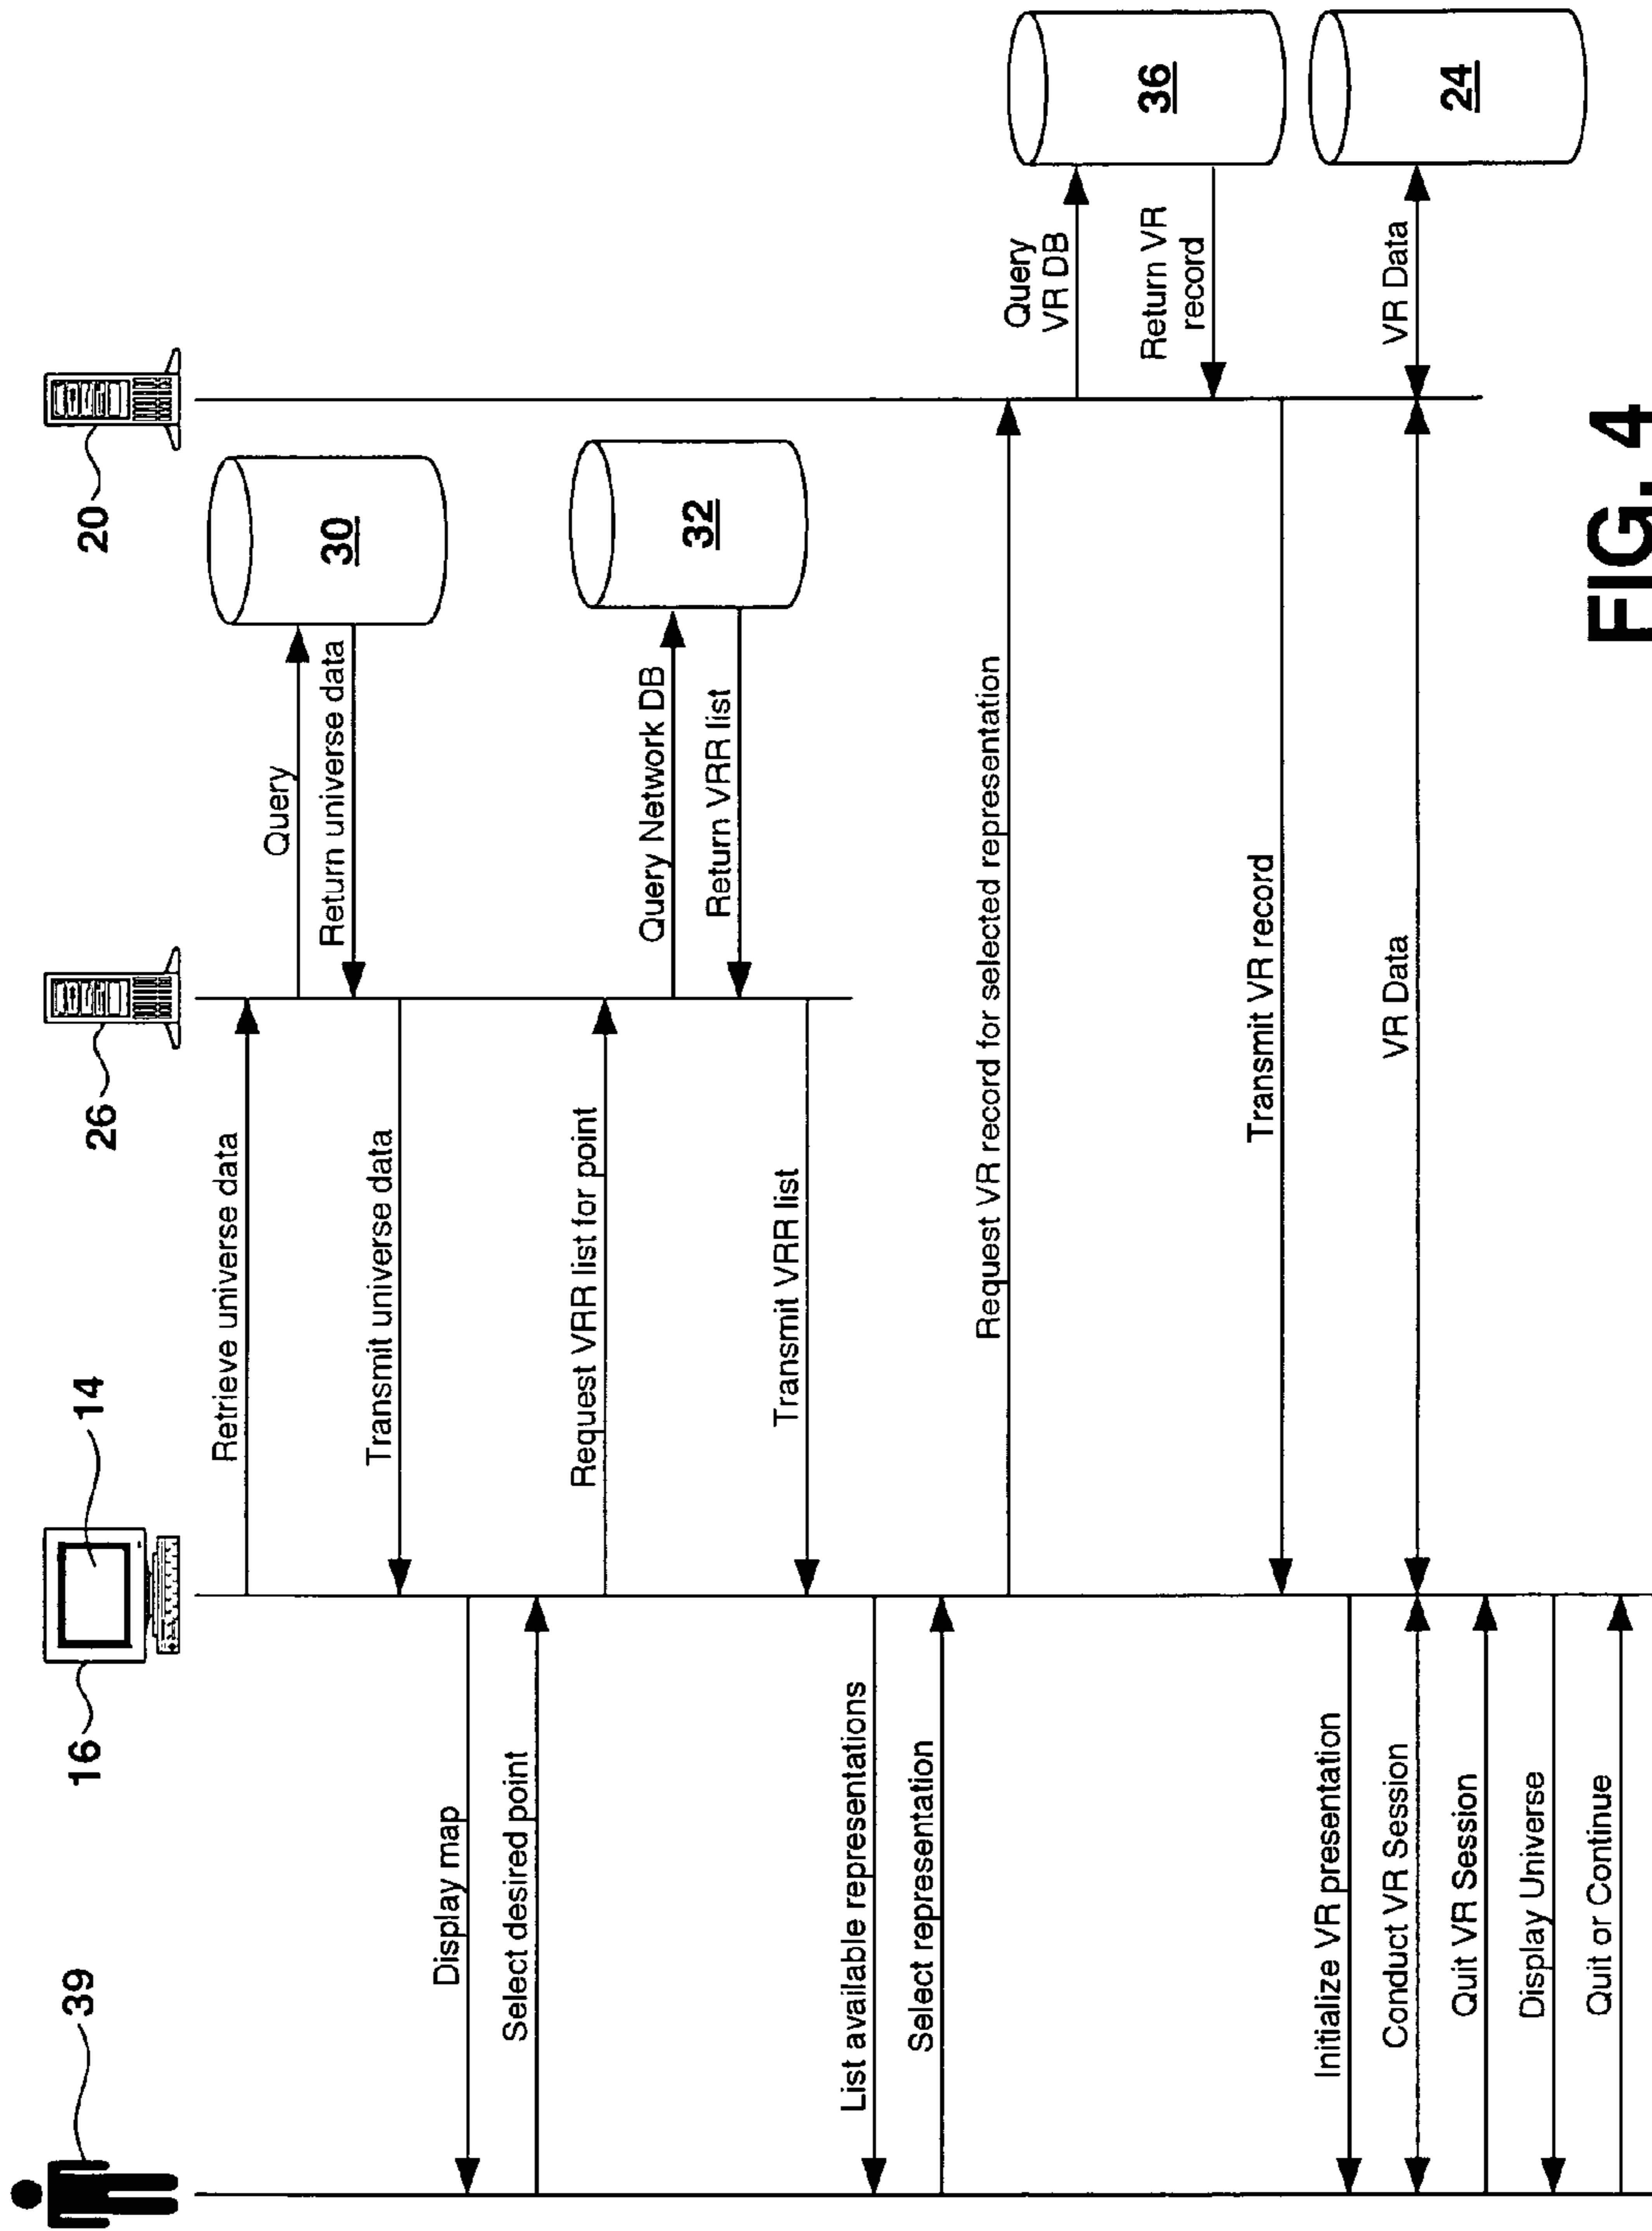 39
16
14
26
20
Retrieve universe data
Query
30
Return universe data
Transmit universe data
Display map
Select desired point
Request VRR list for point
Query Network DB
32
Return VRR list
Transmit VRR list
List available representations
Select representation
Request VR record for selected representation
Query
VR DB
36
Return VR
record
Transmit VR record
Initialize VR presentation
Conduct VR Session
VR Data
VR Data
24
Quit VR Session
Display Universe
Quit or Continue
FIG. 4